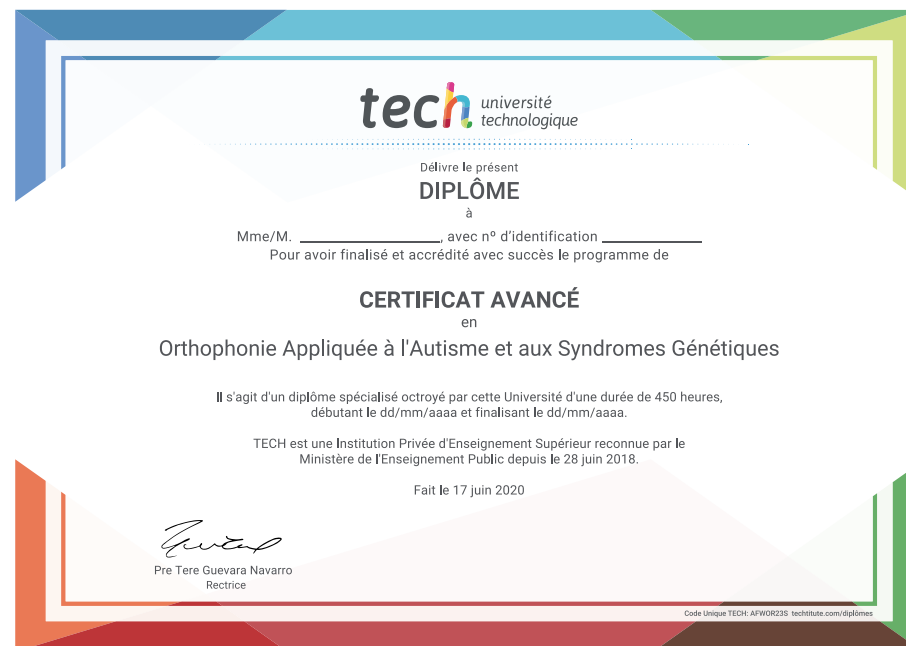 tech université
technologique
Délivre le présent
DIPLÔME
à
Mme/M. ____________________, avec nº d'identification ______________
Pour avoir finalisé et accrédité avec succès le programme de
CERTIFICAT AVANCÉ
en
Orthophonie Appliquée à l'Autisme et aux Syndromes Génétiques
Il s'agit d'un diplôme spécialisé octroyé par cette Université d'une durée de 450 heures,
débutant le dd/mm/aaaa et finalisant le dd/mm/aaaa.
TECH est une Institution Privée d'Enseignement Supérieur reconnue par le
Ministère de l'Enseignement Public depuis le 28 juin 2018.
Fait le 17 juin 2020
Pre Tere Guevara Navarro
Rectrice
Code Unique TECH: AFWOR23S techtitute.com/diplômes